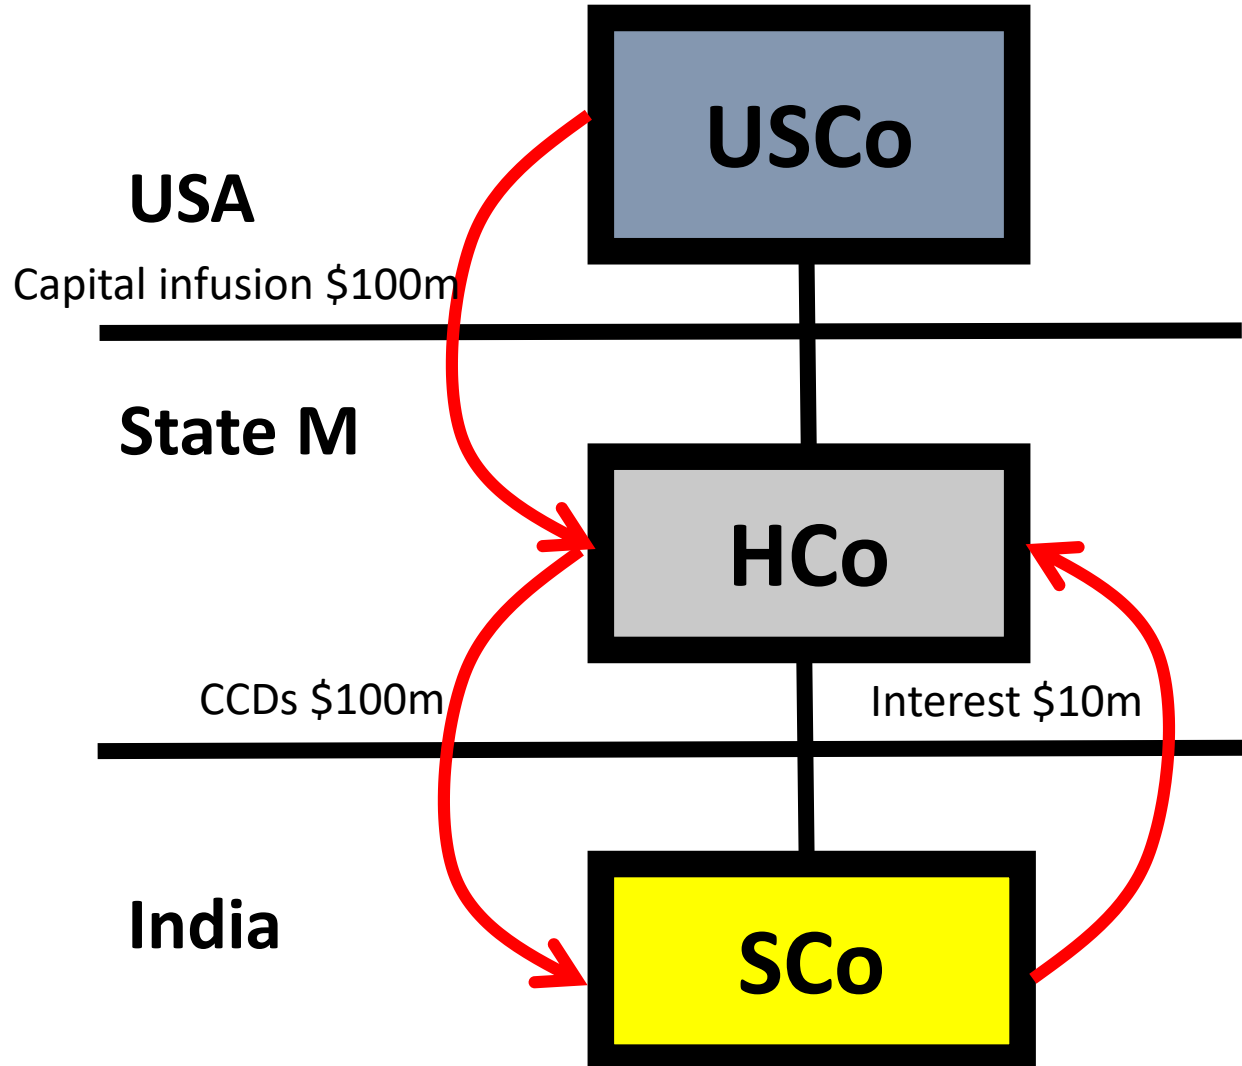 USCo
USA
Capital infusion $100m
State M
HCo
CCDs $100m
Interest $10m
India
SCo